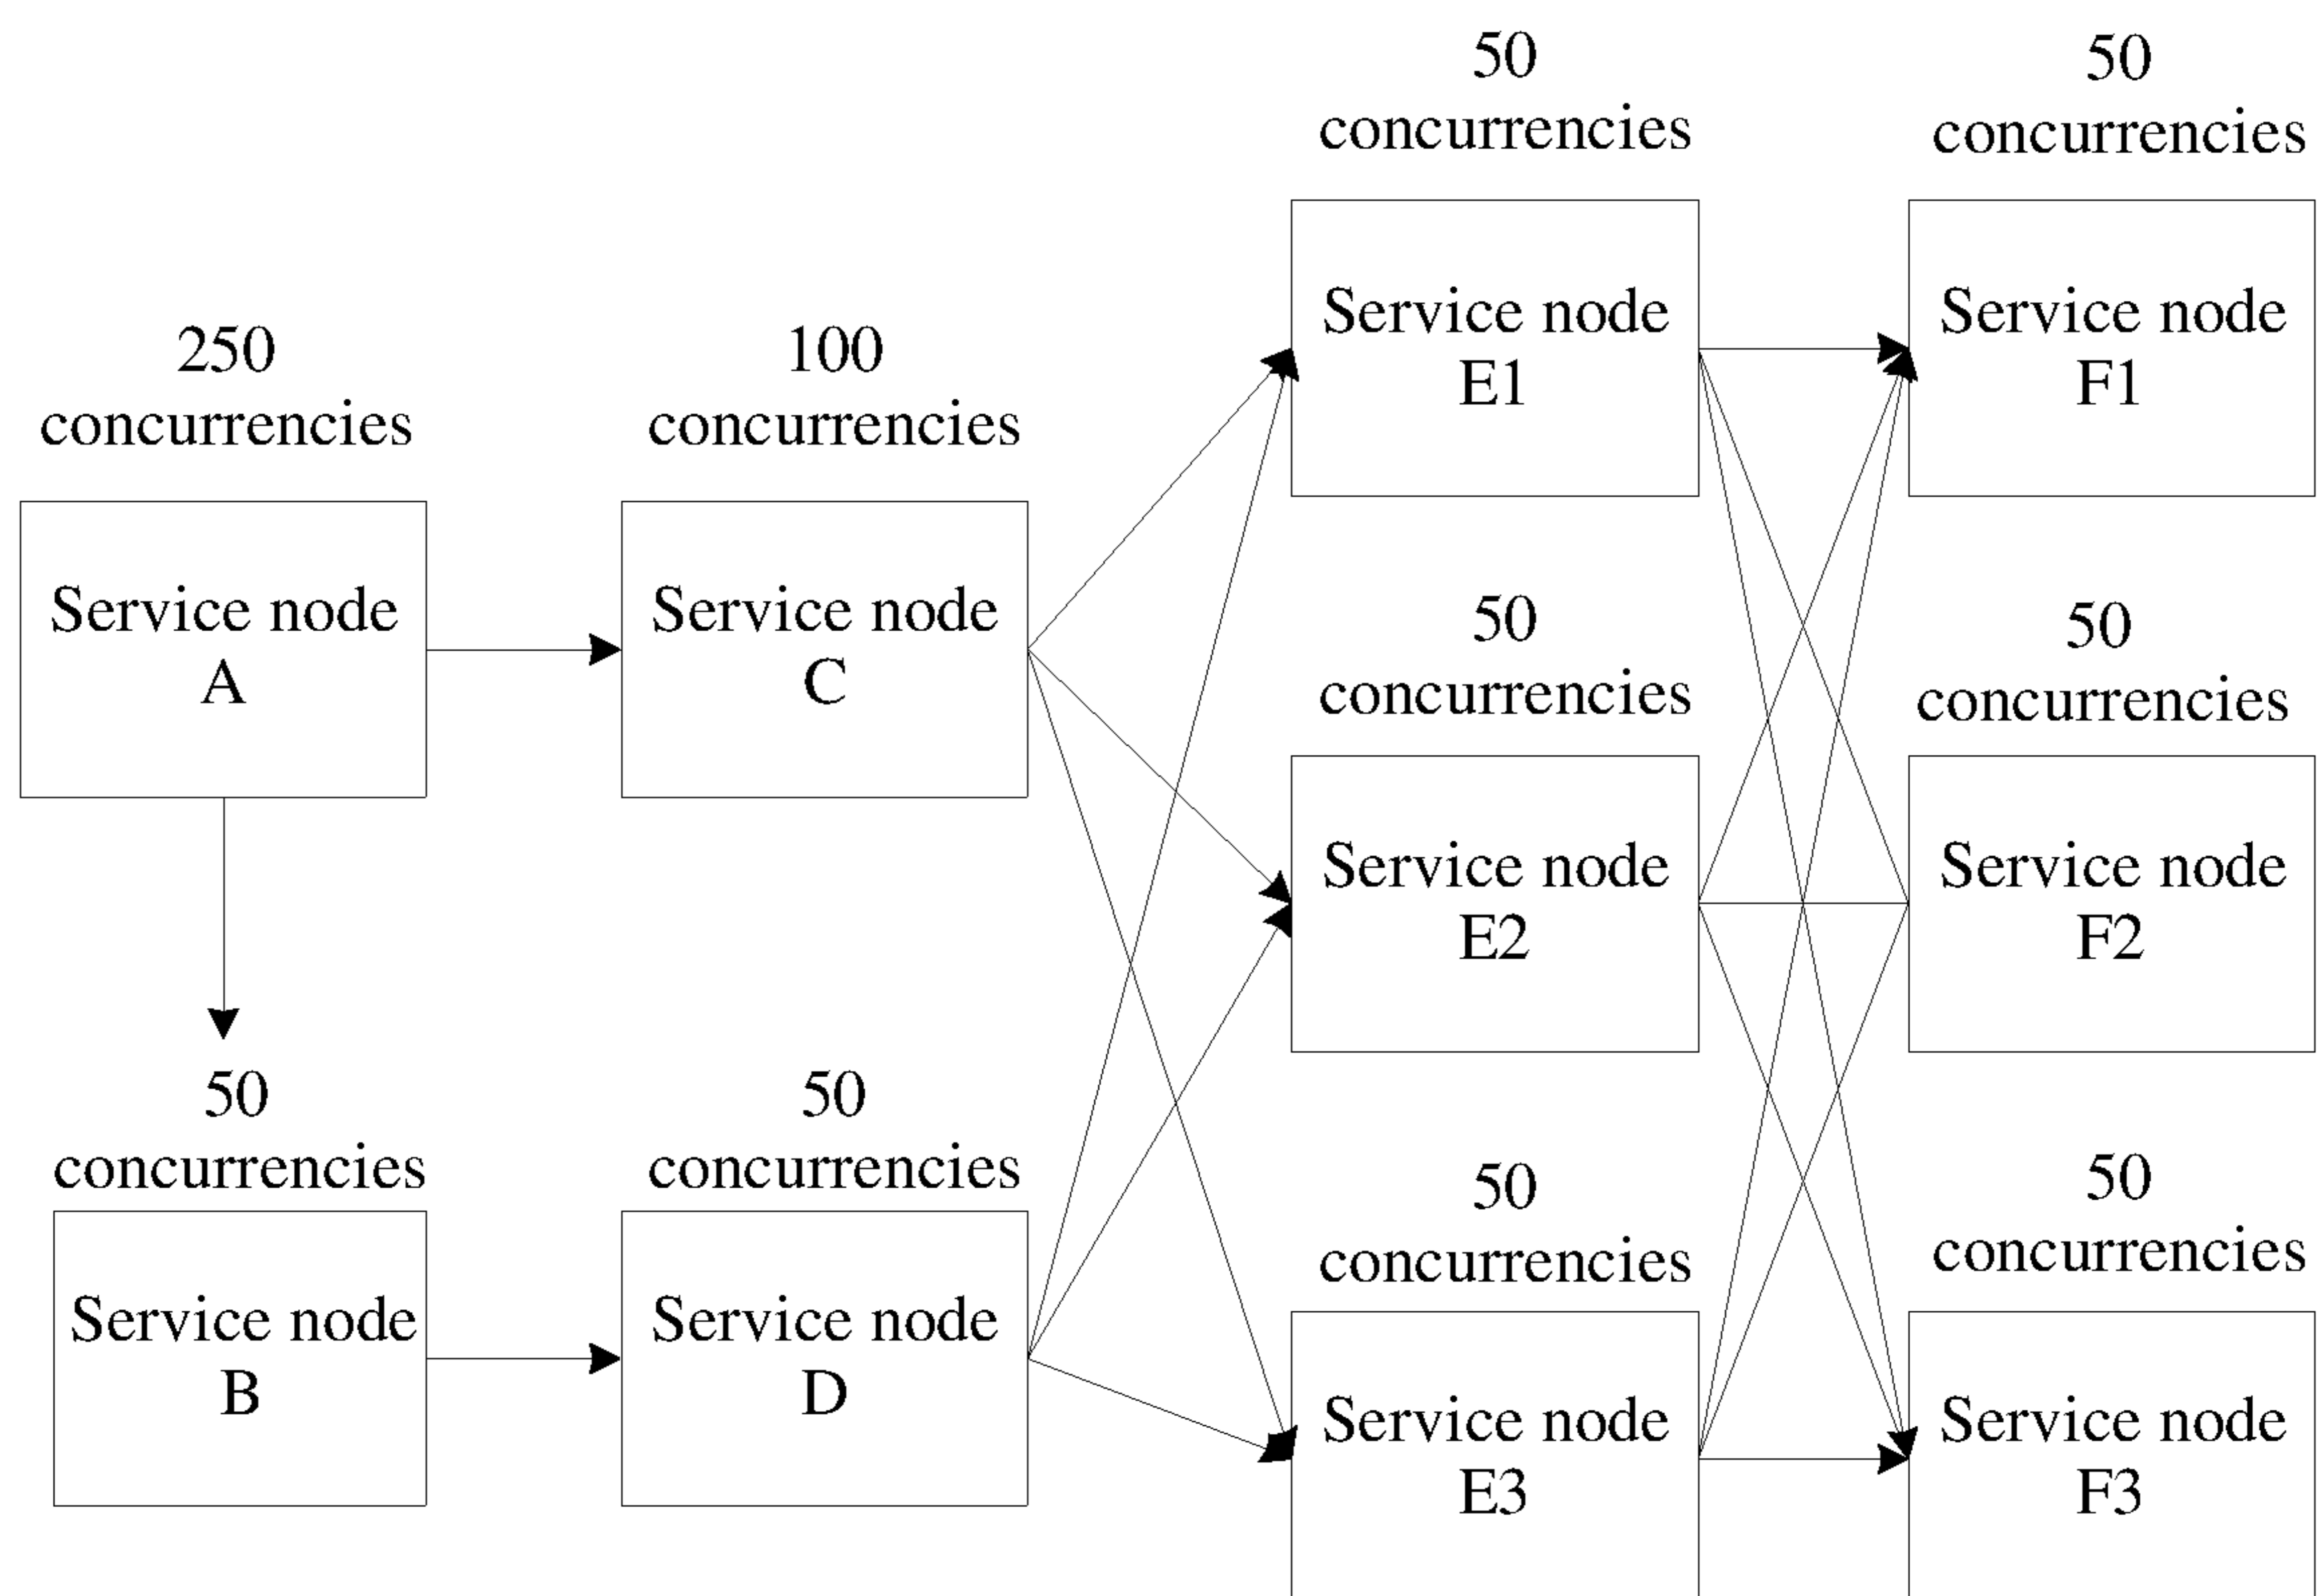 50
concurrencies
50
concurrencies
Service node
E1
Service node
F1
250
concurrencies
100
concurrencies
Service node
A
Service node
C
50
concurrencies
50
concurrencies
Service node
E2
Service node
F2
50
concurrencies
50
concurrencies
Service node
B
Service node
D
50
concurrencies
50
concurrencies
Service node
E3
Service node
F3